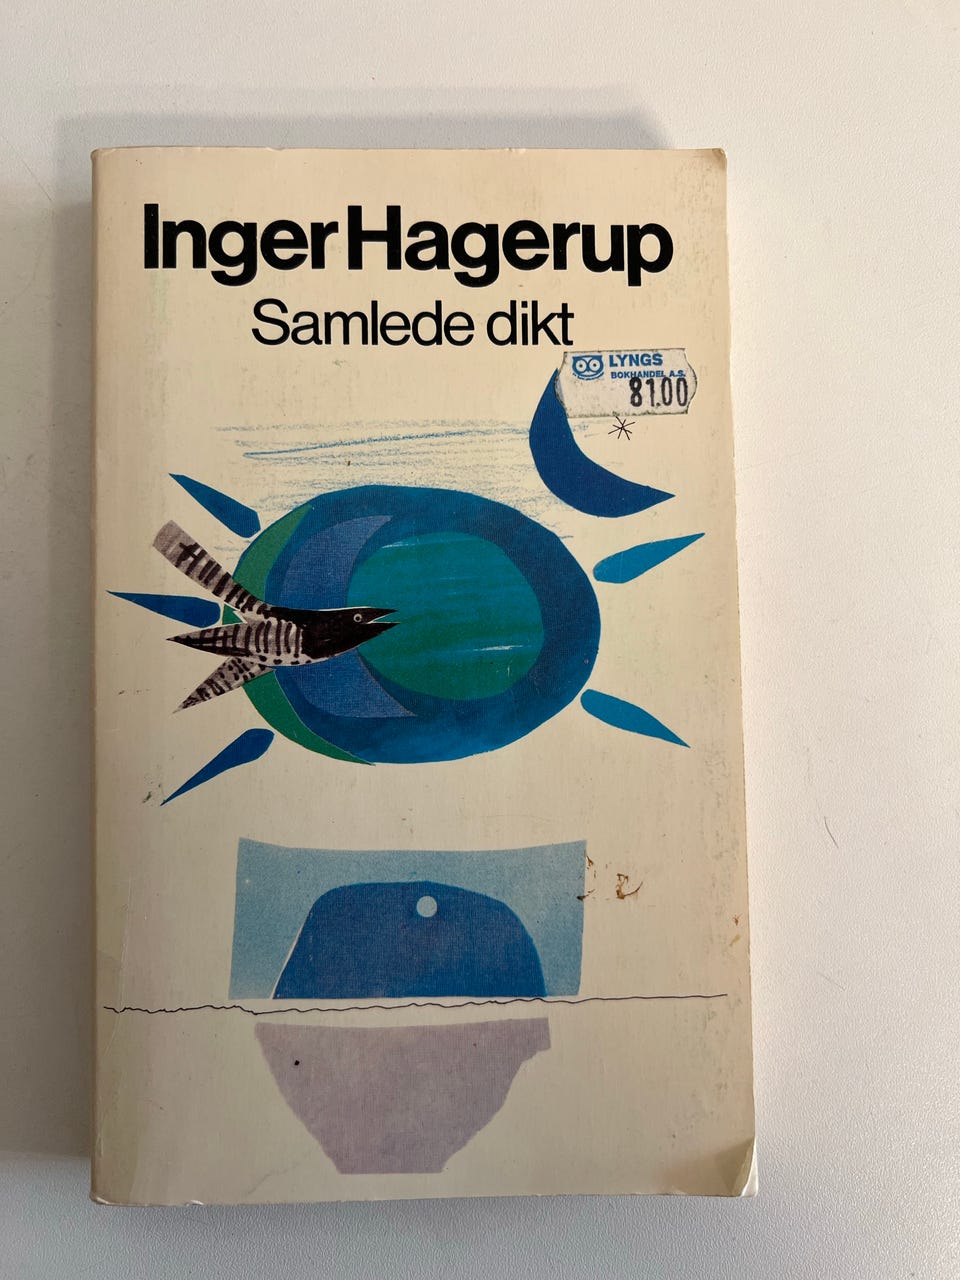 Inger Hagerup
Samlede dikt
LYNGS
BOKHANDEL A.S.
81.00